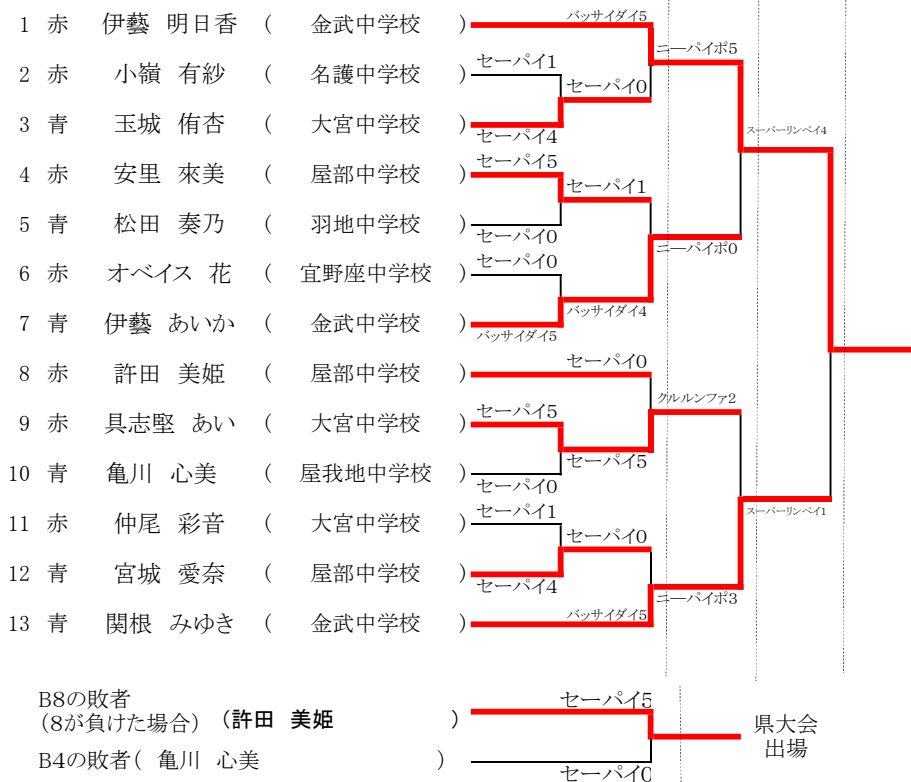 バッサイダイ5
1 赤 伊藝 明日香 ( 金武中学校 )
ニーパイポ5
セーパイ1
2 赤 小嶺 有紗 ( 名護中学校 )
セーパイ0
3 青 玉城 侑杏 ( 大宮中学校 )
スーパーリンペイ4
セーパイ4
セーパイ5
4 赤 安里 來美 ( 屋部中学校 )
セーパイ1
5 青 松田 奏乃 ( 羽地中学校 )
セーパイ0
ニーパイポ0
セーパイ0
6 赤 オベイス 花 ( 宜野座中学校 )
バッサイダイ4
7 青 伊藝 あいか ( 金武中学校 )
バッサイダイ5
セーパイ0
8 赤 許田 美姫 ( 屋部中学校 )
クルルンファ2
セーパイ5
9 赤 具志堅 あい ( 大宮中学校 )
セーパイ5
10 青 亀川 心美 ( 屋我地中学校 )
セーパイ0
セーパイ1
スーパーリンペイ1
11 赤 仲尾 彩音 ( 大宮中学校 )
セーパイ0
12 青 宮城 愛奈 ( 屋部中学校 )
セーパイ4
ニーパイポ3
バッサイダイ5
13 青 関根 みゆき ( 金武中学校 )
B8の敗者
(8が負けた場合) (許田 美姫 )
セーパイ5
県大会
出場
B4の敗者( 亀川 心美 )
セーパイ0